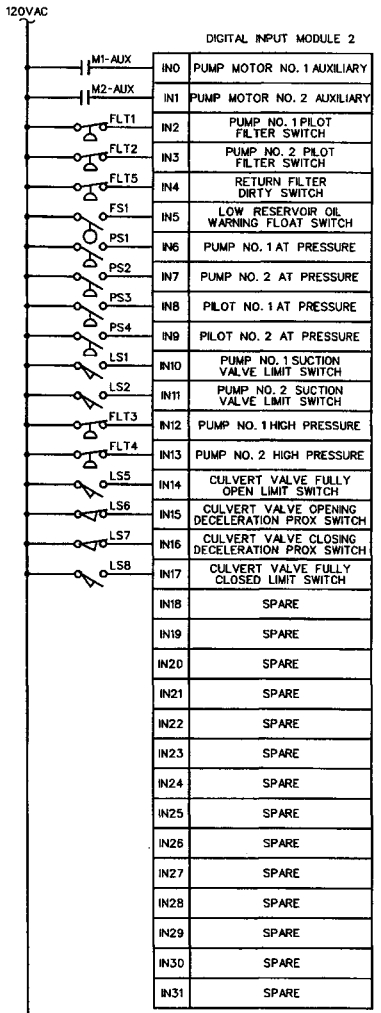 120VAC
DIGITAL INPUT MODULE 2
M1-AUX IN0 PUMP MOTOR NO. 1 AUXILIARY
M2-AUX IN1 PUMP MOTOR NO. 2 AUXILIARY
FLT1 IN2 PUMP NO. 1 PILOT
FILTER SWITCH
FLT2 IN3 PUMP NO. 2 PILOT
FILTER SWITCH
FLT5 IN4 RETURN FILTER
DIRTY SWITCH
FS1 IN5 LOW RESERVOIR OIL
WARNING FLOAT SWITCH
PS1 IN6 PUMP NO. 1 AT PRESSURE
PS2 IN7 PUMP NO. 2 AT PRESSURE
PS3 IN8 PILOT NO. 1 AT PRESSURE
PS4 IN9 PILOT NO. 2 AT PRESSURE
LS1 IN10 PUMP NO. 1 SUCTION
VALVE LIMIT SWITCH
LS2 IN11 PUMP NO. 2 SUCTION
VALVE LIMIT SWITCH
FLT3 IN12 PUMP NO. 1 HIGH PRESSURE
FLT4 IN13 PUMP NO. 2 HIGH PRESSURE
LS5 IN14 CULVERT VALVE FULLY
OPEN LIMIT SWITCH
LS6 IN15 CULVERT VALVE OPENING
DECELERATION PROX SWITCH
LS7 IN16 CULVERT VALVE CLOSING
DECELERATION PROX SWITCH
LS8 IN17 CULVERT VALVE FULLY
CLOSED LIMIT SWITCH
IN18 SPARE
IN19 SPARE
IN20 SPARE
IN21 SPARE
IN22 SPARE
IN23 SPARE
IN24 SPARE
IN25 SPARE
IN26 SPARE
IN27 SPARE
IN28 SPARE
IN29 SPARE
IN30 SPARE
IN31 SPARE